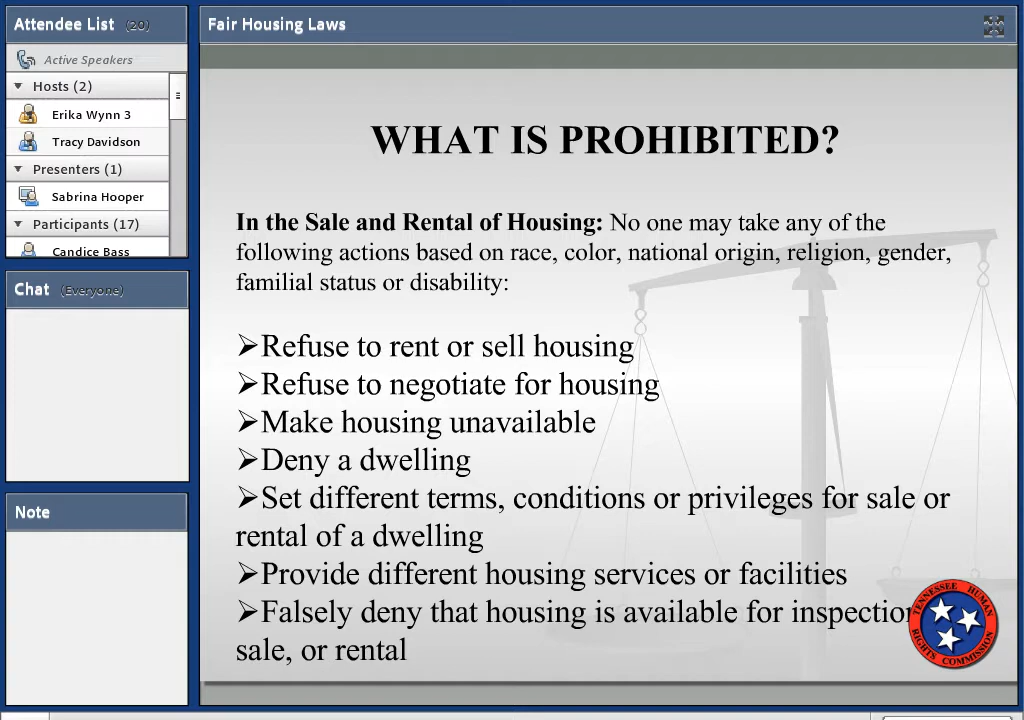 Attendee List (20)
Active Speakers
Hosts (2)
Erika Wynn 3
Tracy Davidson
Presenters (1)
Sabrina Hooper
Participants (17)
Candice Bass
Chat (Everyone)
Note
Fair Housing Laws
WHAT IS PROHIBITED?
In the Sale and Rental of Housing: No one may take any of the
following actions based on race, color, national origin, religion, gender,
familial status or disability:
➢Refuse to rent or sell housing
➢Refuse to negotiate for housing
➢Make housing unavailable
➢Deny a dwelling
➢Set different terms, conditions or privileges for sale or
rental of a dwelling
➢Provide different housing services or facilities
➢Falsely deny that housing is available for inspection
sale, or rental
TENNESSEE HUMAN
RIGHTS COMMISSION